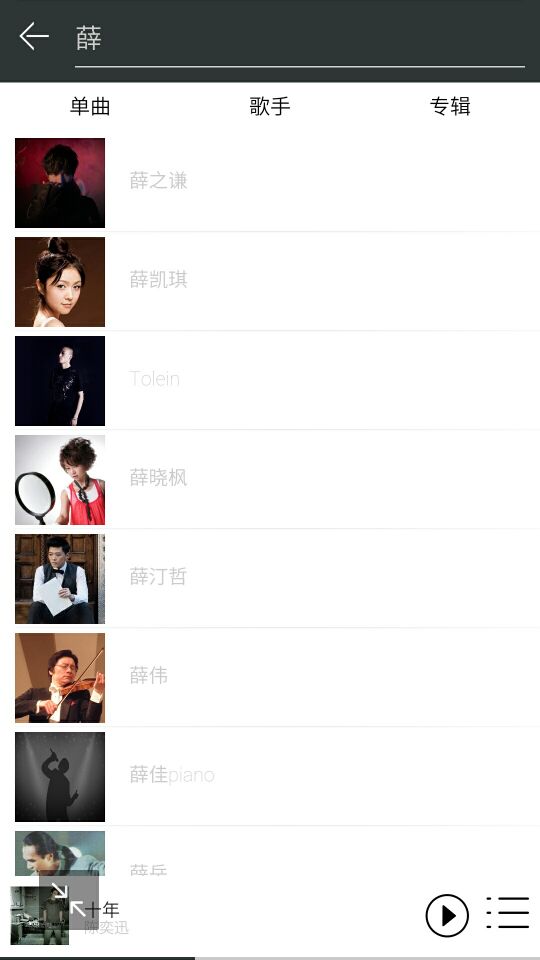 薛
单曲 歌手 专辑
薛之谦
薛凯琪
Tolein
薛晓枫
薛汀哲
薛伟
薛佳piano
薛岳
十年
陈奕迅